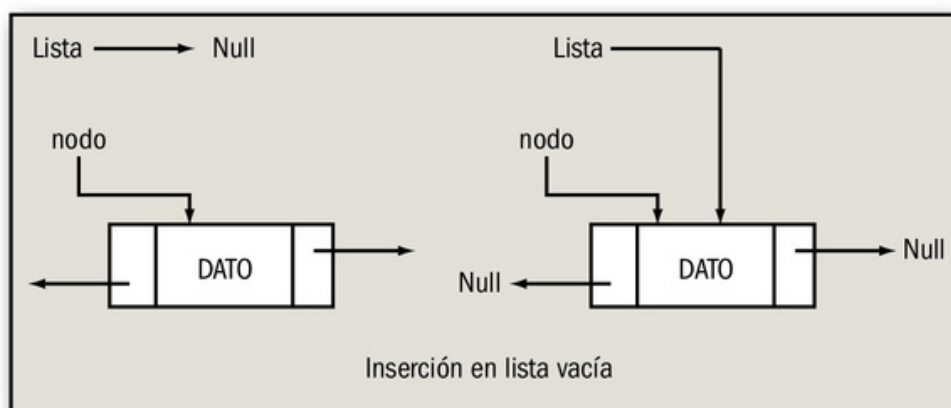 Lista Null
Lista
nodo
nodo
DATO
DATO
Null
Null
Inserción en lista vacía